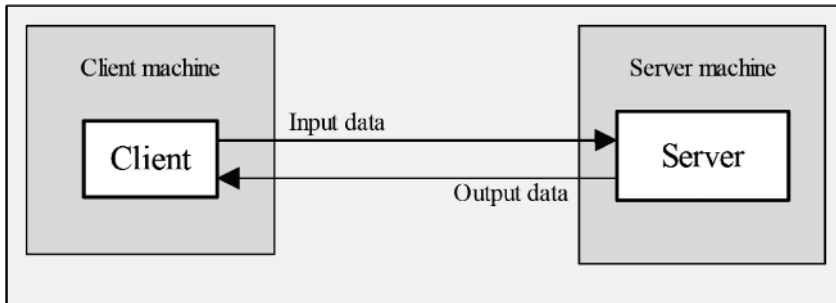 Client machine
Server machine
Input data
Client
Server
Output data